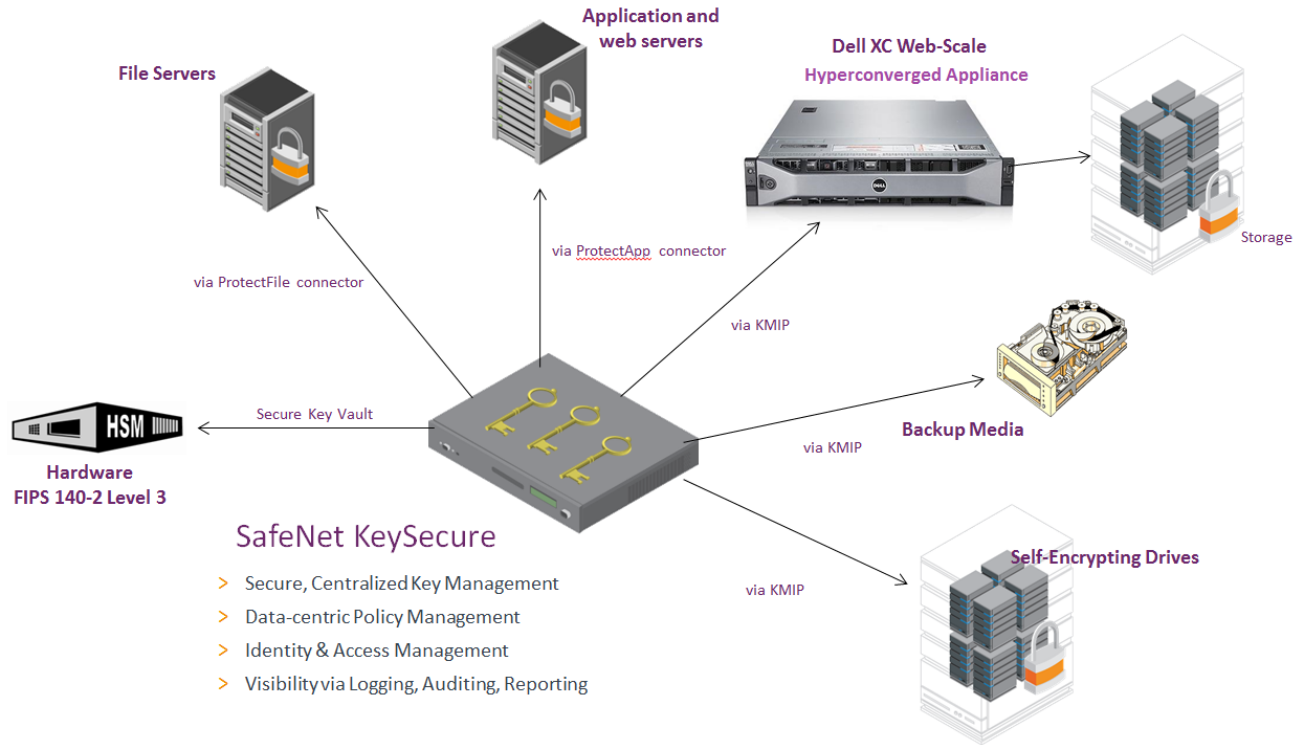 Application and
web servers
File Servers
Dell XC Web-Scale
Hyperconverged Appliance
DELL
Storage
via ProtectApp connector
via ProtectFile connector
via KMIP
Secure Key Vault
HSM
Hardware
FIPS 140-2 Level 3
Backup Media
via KMIP
SafeNet KeySecure
> Secure, Centralized Key Management
> Data-centric Policy Management
> Identity & Access Management
> Visibility via Logging, Auditing, Reporting
Self-Encrypting Drives
via KMIP